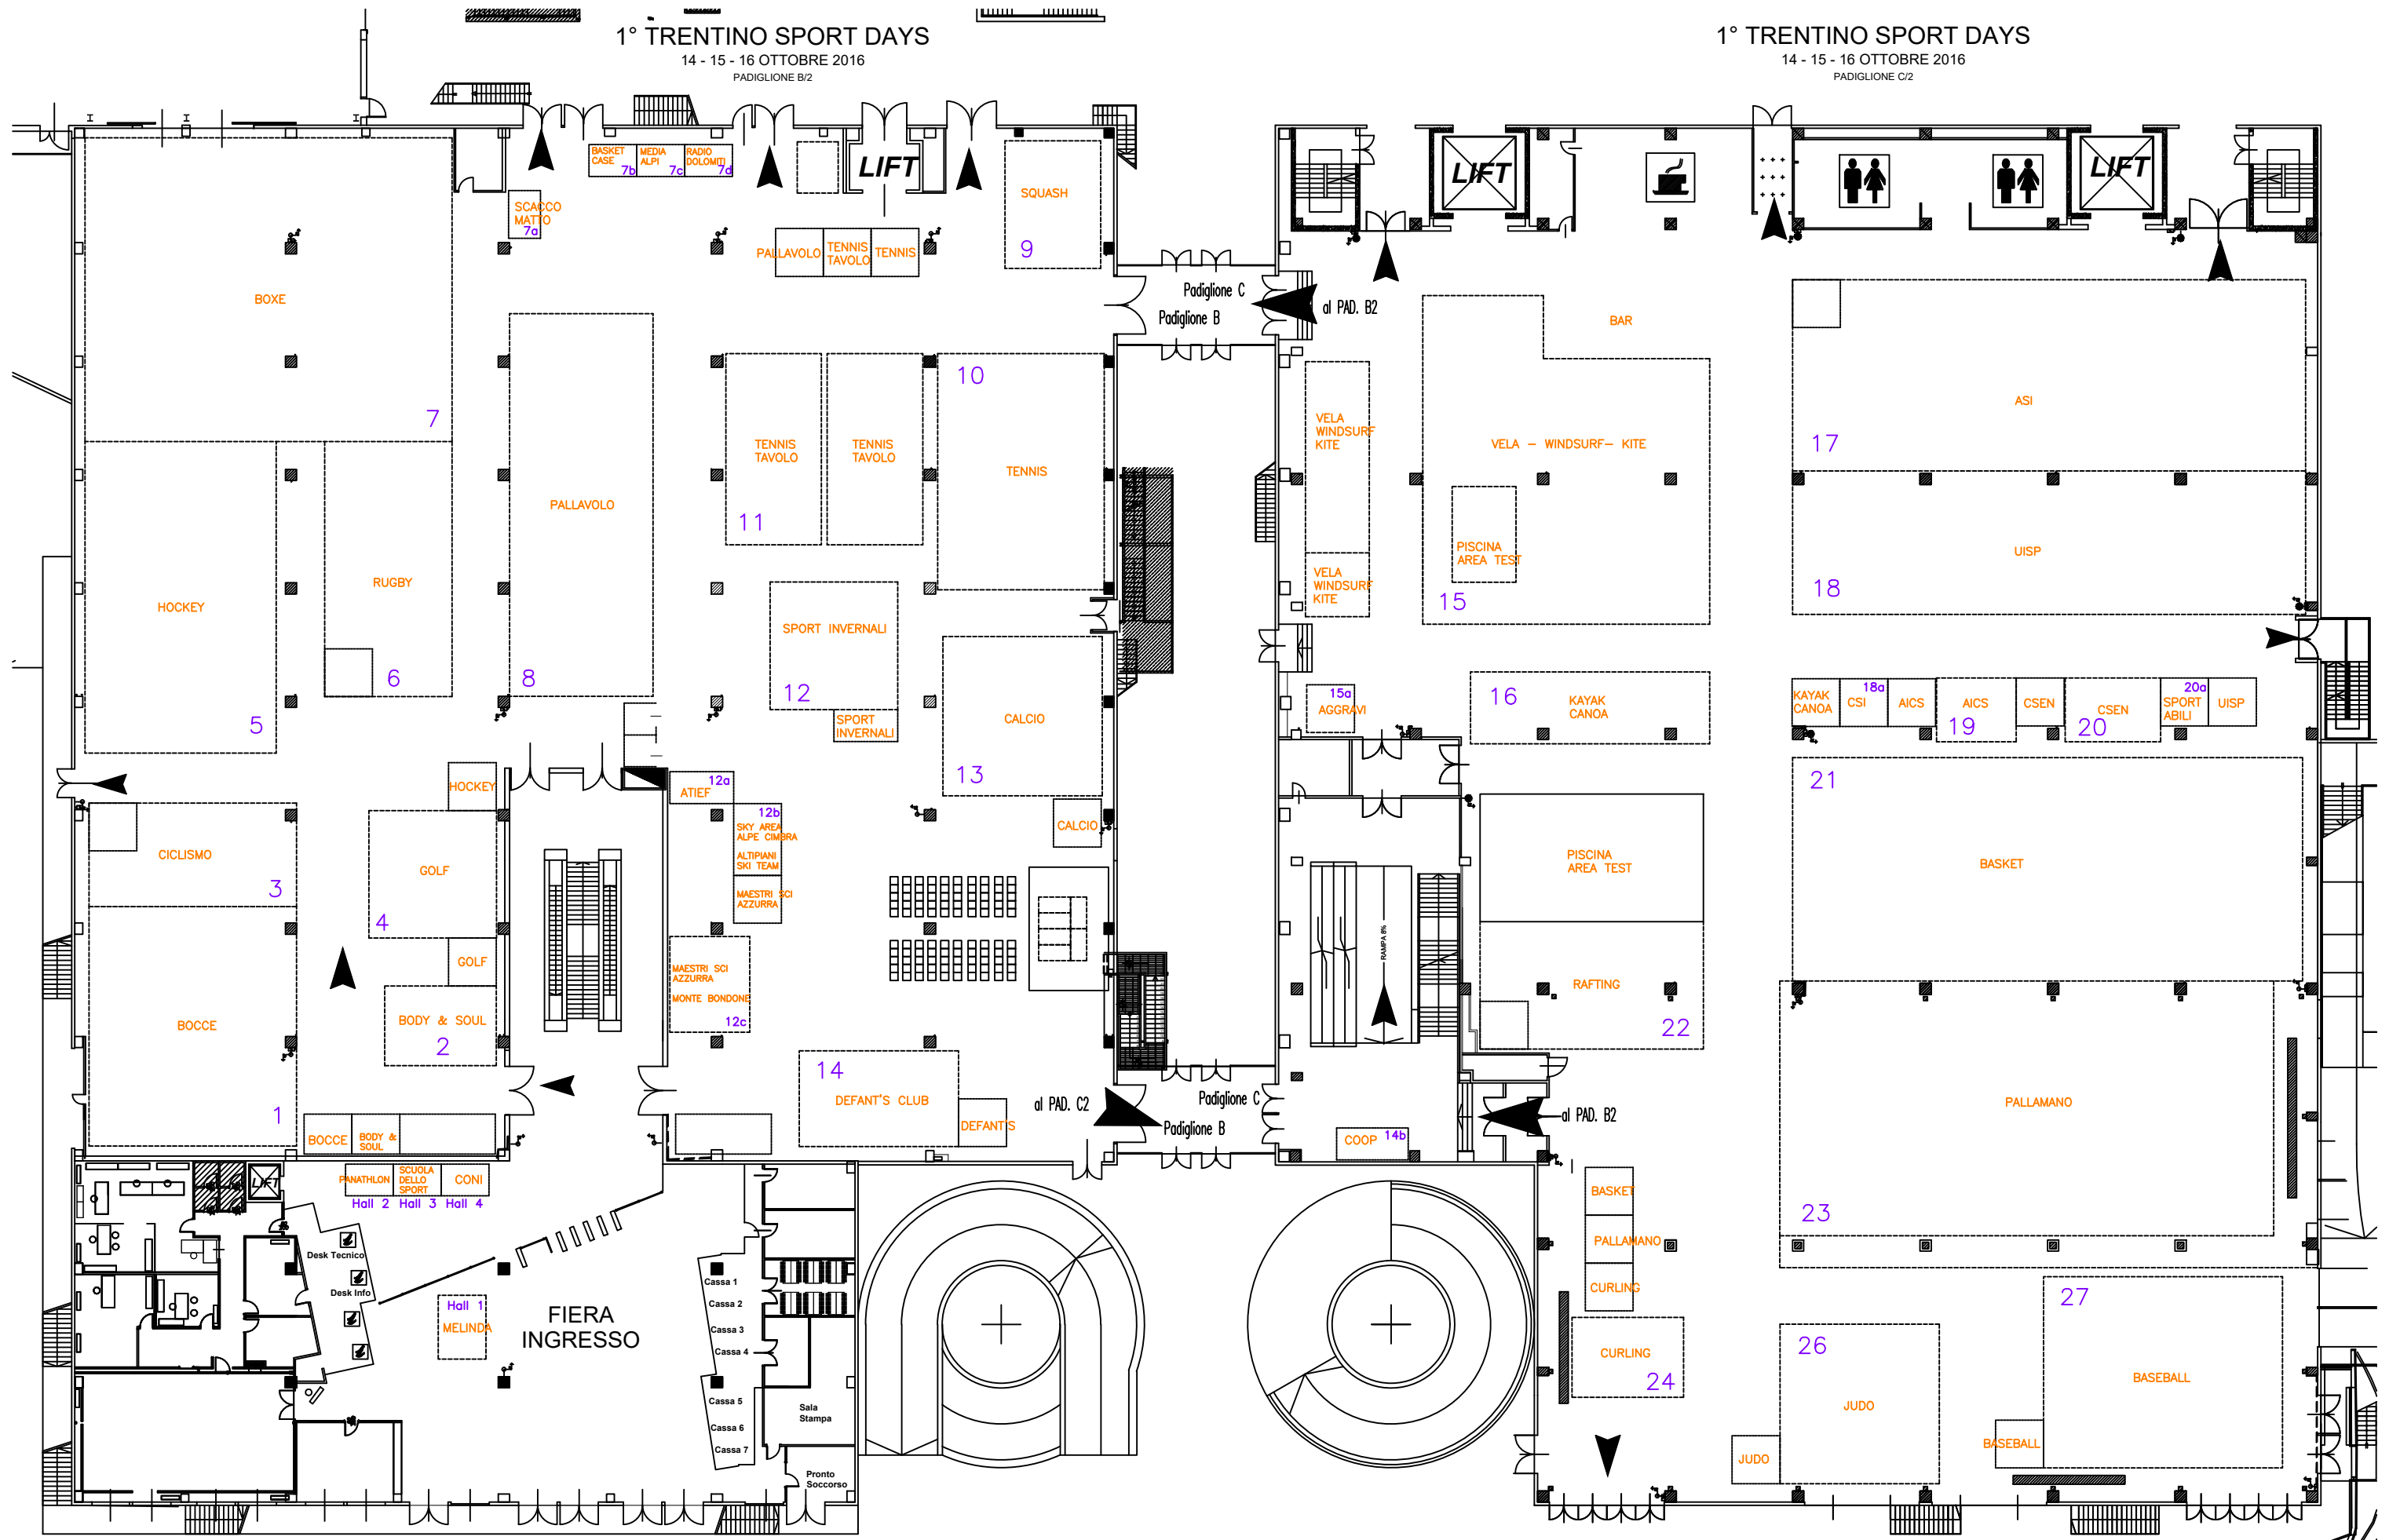 1° TRENTINO SPORT DAYS
14 - 15 - 16 OTTOBRE 2016
PADIGLIONE B/2
BASKET
CASE
7b
MEDIA
ALPI
7c
RADIO
DOLOMITI
7d
LIFT
SCACCO
MATTO
7a
SQUASH
9
PALLAVOLO
TENNIS
TAVOLO
TENNIS
BOXE
7
Padiglione C
Padiglione B
al PAD. B2
10
TENNIS
TENNIS
TAVOLO
11
TENNIS
TAVOLO
PALLAVOLO
8
HOCKEY
5
RUGBY
6
SPORT INVERNALI
12
SPORT
INVERNALI
CALCIO
13
CALCIO
HOCKEY
ATIEF
12a
12b
SKY AREA
ALPE CIMBRA
ALTIPIANI
SKI TEAM
MAESTRI SCI
AZZURRA
CICLISMO
3
GOLF
4
GOLF
MAESTRI SCI
AZZURRA
MONTE BONDONE
12c
BOCCE
1
BODY & SOUL
2
14
DEFANT'S CLUB
DEFANT'S
al PAD. C2
Padiglione C
Padiglione B
BOCCE
BODY &
SOUL
LIFT
PANATHLON
SCUOLA
DELLO
SPORT
CONI
Hall 2
Hall 3
Hall 4
Desk Tecnico
Desk Info
Hall 1
MELINDA
FIERA
INGRESSO
Cassa 1
Cassa 2
Cassa 3
Cassa 4
Cassa 5
Cassa 6
Cassa 7
Sala
Stampa
Pronto
Soccorso
1° TRENTINO SPORT DAYS
14 - 15 - 16 OTTOBRE 2016
PADIGLIONE C/2
LIFT
LIFT
BAR
VELA
WINDSURF
KITE
VELA - WINDSURF- KITE
ASI
17
PISCINA
AREA TEST
15
VELA
WINDSURF
KITE
UISP
18
15a
AGGRAVI
16
KAYAK
CANOA
KAYAK
CANOA
18a
CSI
AICS
AICS
19
CSEN
CSEN
20
20a
SPORT
ABILI
UISP
21
BASKET
PISCINA
AREA TEST
RAMPA 8%
RAFTING
22
PALLAMANO
23
COOP
14b
al PAD. B2
BASKET
PALLAMANO
CURLING
CURLING
24
26
JUDO
JUDO
27
BASEBALL
BASEBALL